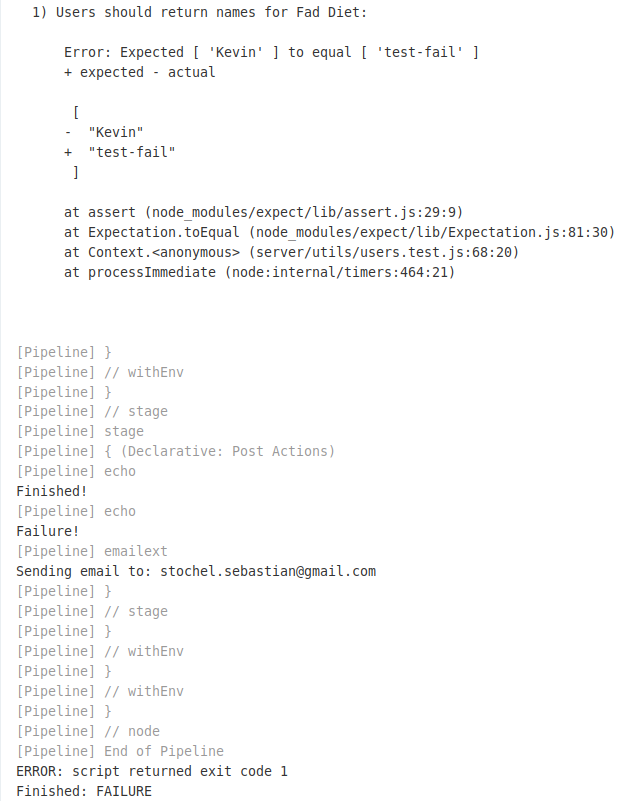 1) Users should return names for Fad Diet:
Error: Expected [ 'Kevin' ] to equal [ 'test-fail' ]
+ expected - actual
[
-  "Kevin"
+  "test-fail"
]
at assert (node_modules/expect/lib/assert.js:29:9)
at Expectation.toEqual (node_modules/expect/lib/Expectation.js:81:30)
at Context.<anonymous> (server/utils/users.test.js:68:20)
at processImmediate (node:internal/timers:464:21)
[Pipeline] }
[Pipeline] // withEnv
[Pipeline] }
[Pipeline] // stage
[Pipeline] stage
[Pipeline] { (Declarative: Post Actions)
[Pipeline] echo
Finished!
[Pipeline] echo
Failure!
[Pipeline] emailext
Sending email to: stochel.sebastian@gmail.com
[Pipeline] }
[Pipeline] // stage
[Pipeline] }
[Pipeline] // withEnv
[Pipeline] }
[Pipeline] // withEnv
[Pipeline] }
[Pipeline] // node
[Pipeline] End of Pipeline
ERROR: script returned exit code 1
Finished: FAILURE